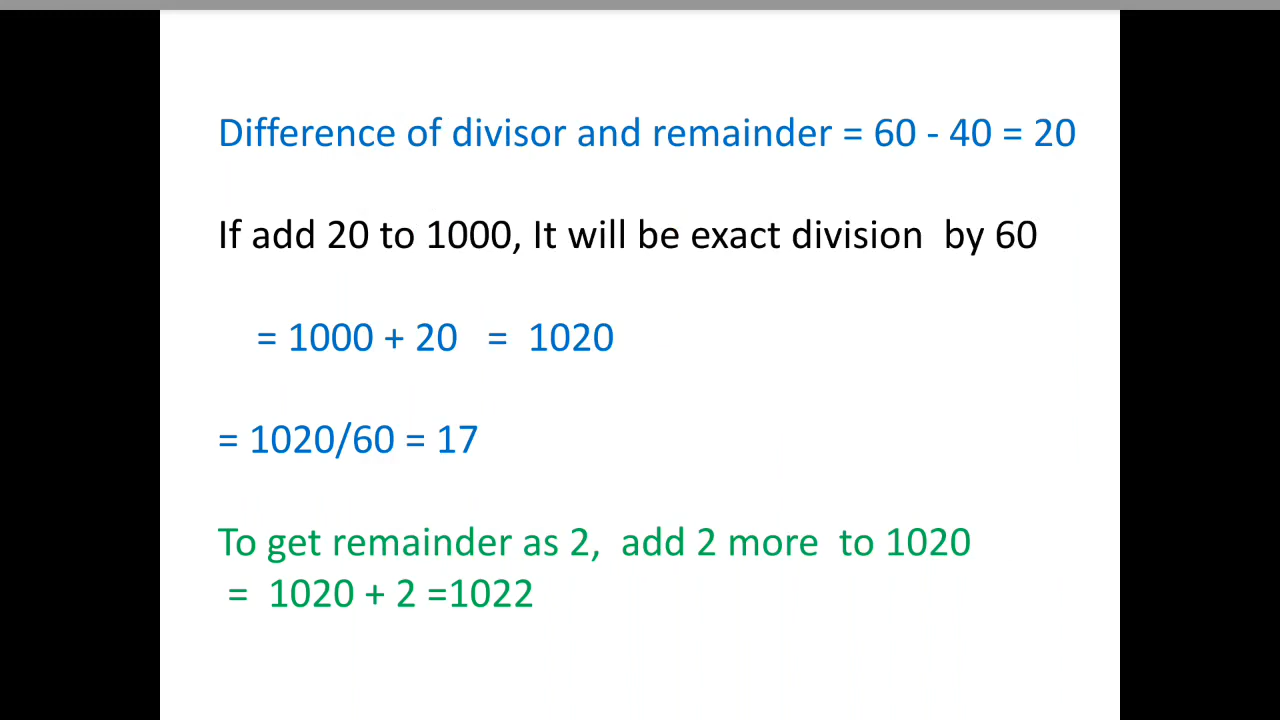 Difference of divisor and remainder = 60 - 40 = 20
If add 20 to 1000, It will be exact division by 60
= 1000 + 20 = 1020
= 1020/60 = 17
To get remainder as 2, add 2 more to 1020
= 1020 + 2 =1022